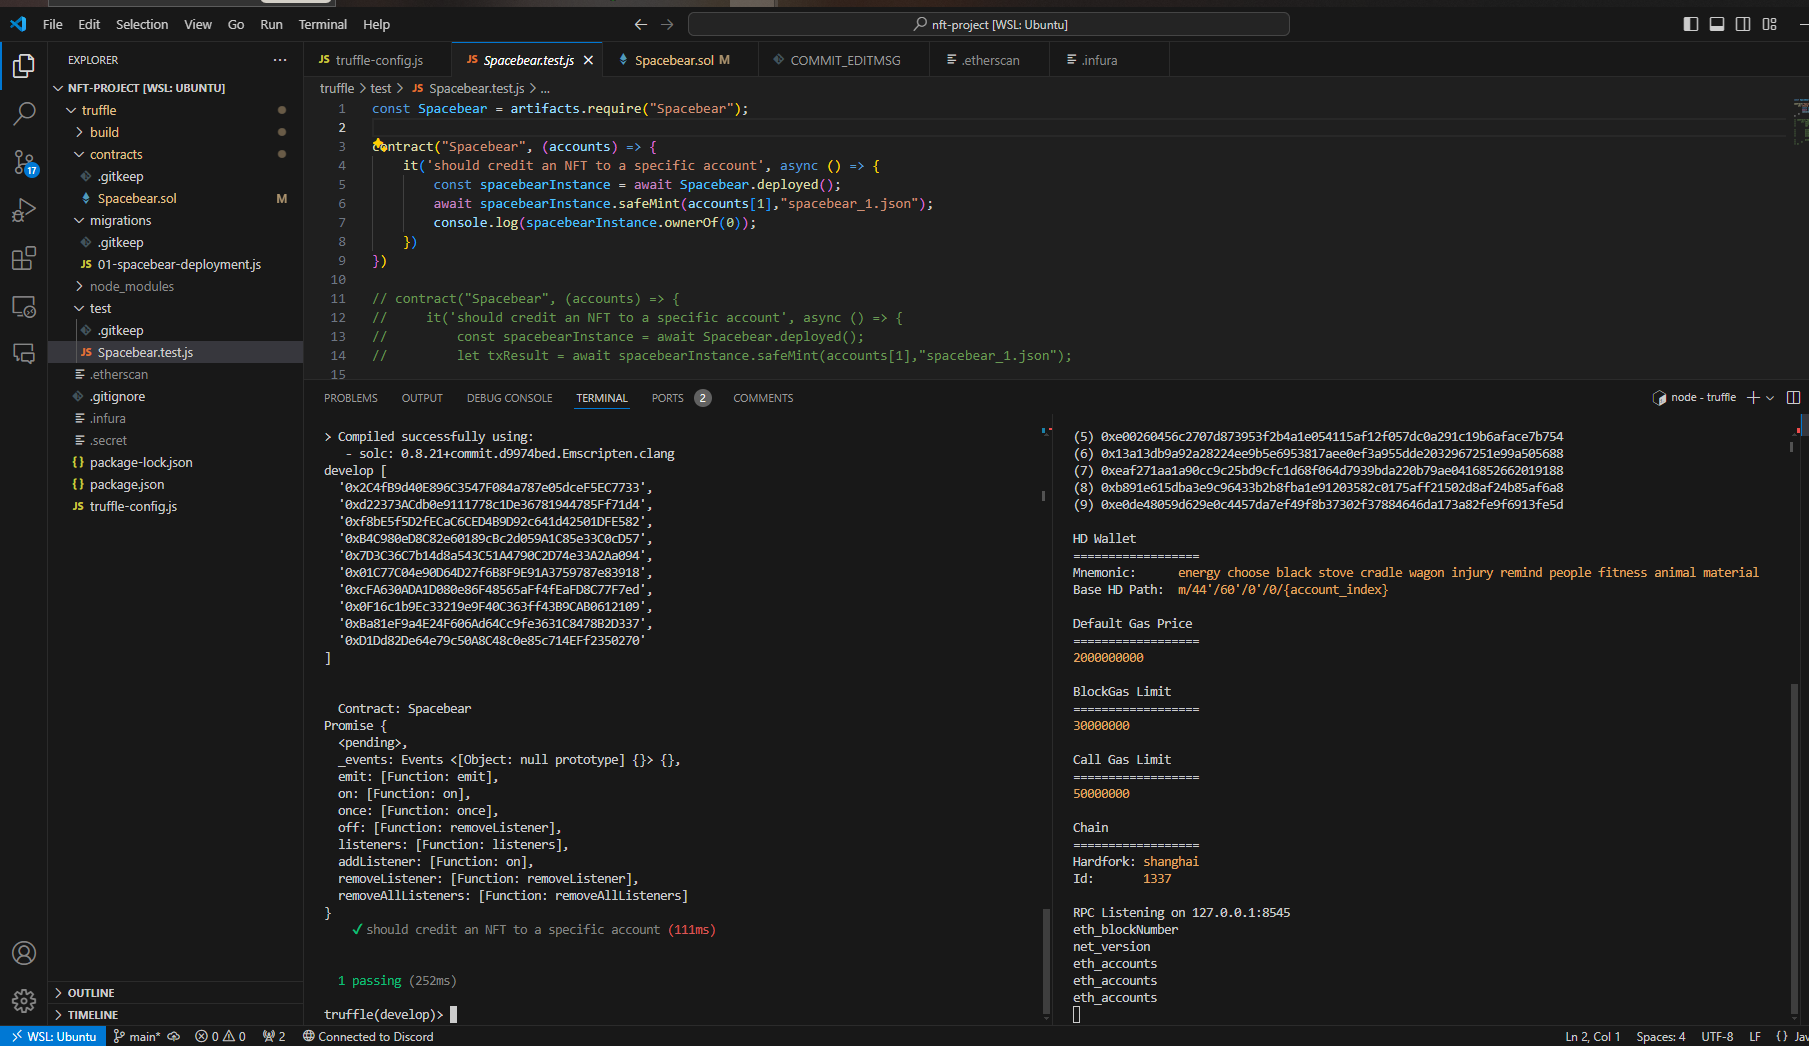 File Edit Selection View Go Run Terminal Help
nft-project [WSL: Ubuntu]
EXPLORER
NFT-PROJECT [WSL: UBUNTU]
truffle
build
contracts
.gitkeep
Spacebear.sol M
migrations
.gitkeep
01-spacebear-deployment.js
node_modules
test
.gitkeep
JS Spacebear.test.js
.etherscan
.gitignore
.infura
.secret
package-lock.json
package.json
JS truffle-config.js
OUTLINE
TIMELINE
17
JS truffle-config.js JS Spacebear.test.js Spacebear.sol M COMMIT_EDITMSG .etherscan .infura
truffle > test > JS Spacebear.test.js > ...
1 const Spacebear = artifacts.require("Spacebear");
2
3 contract("Spacebear", (accounts) => {
4 it('should credit an NFT to a specific account', async () => {
5 const spacebearInstance = await Spacebear.deployed();
6 await spacebearInstance.safeMint(accounts[1],"spacebear_1.json");
7 console.log(spacebearInstance.ownerOf(0));
8 })
9 })
10
11 // contract("Spacebear", (accounts) => {
12 // it('should credit an NFT to a specific account', async () => {
13 // const spacebearInstance = await Spacebear.deployed();
14 // let txResult = await spacebearInstance.safeMint(accounts[1],"spacebear_1.json");
15
PROBLEMS OUTPUT DEBUG CONSOLE TERMINAL PORTS 2 COMMENTS
node - truffle
> Compiled successfully using:
- solc: 0.8.21+commit.d9974bed.Emscripten.clang
develop [
'0x2C4fB9d40E896C3547F084a787e05dceF5EC7733',
'0xd22373ACdb0e9111778c1De36781944785Ff71d4',
'0xf8bE5f5D2fECaC6CED4B9D92c641d42501DFE582',
'0xB4C980eD8C82e60189cBc2d059A1C85e33C0cD57',
'0x7D3C36C7b14d8a543C51A4790C2D74e33A2Aa094',
'0x01C77C04e90D64D27f6B8F9E91A3759787e83918',
'0xcFA630ADA1D080e86F48565aFf4fEaFD8C77F7ed',
'0x0F16c1b9Ec33219e9F40C363ff43B9CAB0612109',
'0xBa81eF9a4E24F606Ad64Cc9fe3631C8478B2D337',
'0xD1Dd82De64e79c50A8C48c0e85c714EFf2350270'
]
Contract: Spacebear
Promise {
<pending>,
_events: Events <[Object: null prototype] {}> {},
emit: [Function: emit],
on: [Function: on],
once: [Function: once],
off: [Function: removeListener],
listeners: [Function: listeners],
addListener: [Function: on],
removeListener: [Function: removeListener],
removeAllListeners: [Function: removeAllListeners]
}
✓ should credit an NFT to a specific account (111ms)
1 passing (252ms)
truffle(develop)>
(5) 0xe00260456c2707d873953f2b4a1e054115af12f057dc0a291c19b6aface7b754
(6) 0x13a13db9a92a28224ee9b5e6953817aee0ef3a955dde2032967251e99a505688
(7) 0xeaf271aa1a90cc9c25bd9cfc1d68f064d7939bda220b79ae0416852662019188
(8) 0xb891e615dba3e9c96433b2b8fba1e91203582c0175aff21502d8af24b85af6a8
(9) 0xe0de48059d629e0c4457da7ef49f8b37302f37884646da173a82fe9f6913fe5d
HD Wallet
==================
Mnemonic: energy choose black stove cradle wagon injury remind people fitness animal material
Base HD Path: m/44'/60'/0'/0/{account_index}
Default Gas Price
==================
2000000000
BlockGas Limit
==================
30000000
Call Gas Limit
==================
50000000
Chain
==================
Hardfork: shanghai
Id: 1337
RPC Listening on 127.0.0.1:8545
eth_blockNumber
net_version
eth_accounts
eth_accounts
eth_accounts
WSL: Ubuntu main* 0 0 2 Connected to Discord
Ln 2, Col 1 Spaces: 4 UTF-8 LF {} Jav